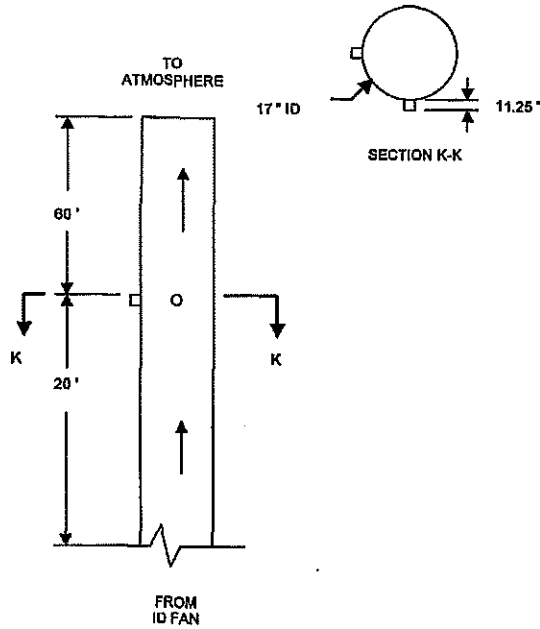 TO
ATMOSPHERE
17" ID
11.25"
SECTION K-K
60'
K
K
20'
FROM
ID FAN